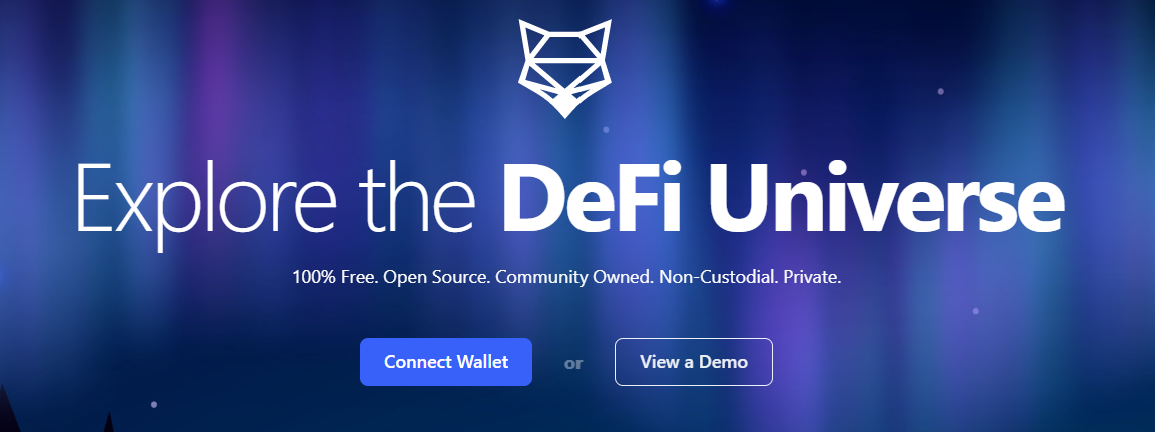 Explore the DeFi Universe
100% Free. Open Source. Community Owned. Non-Custodial. Private.
Connect Wallet or View a Demo